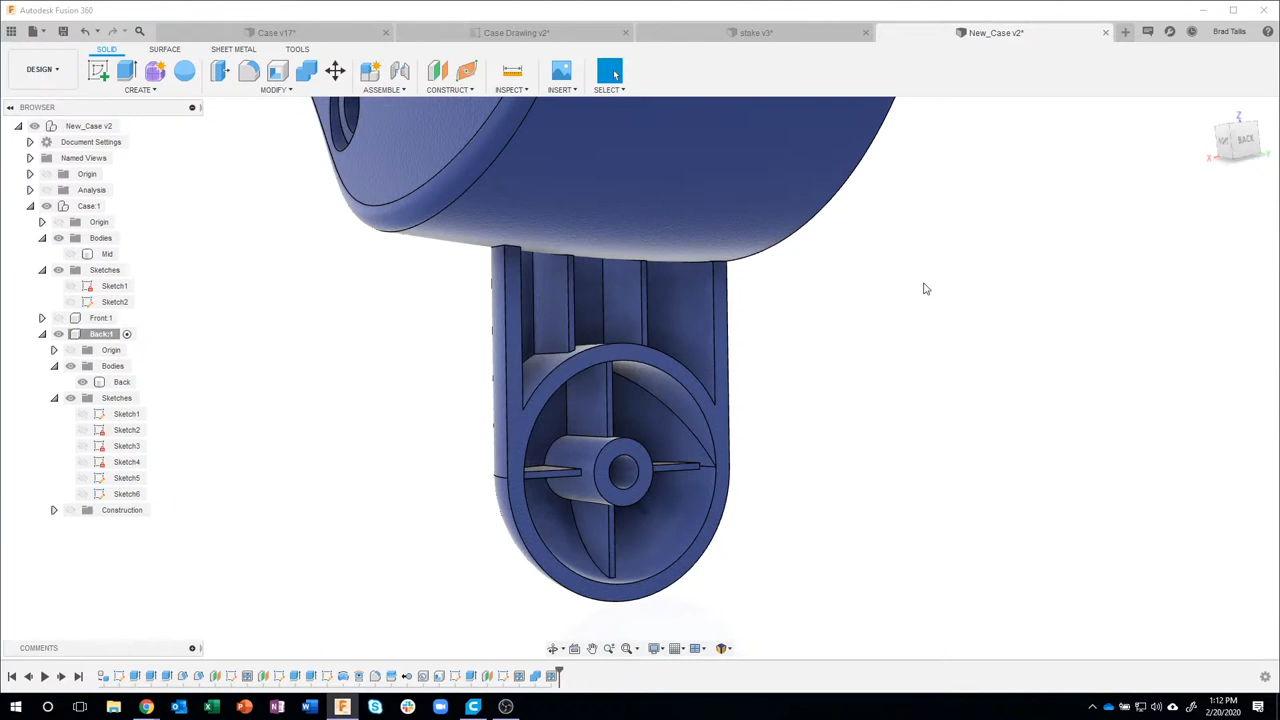 Autodesk Fusion 360
Case v17*
Case Drawing v2*
stake v3*
New_Case v2*
Brad Tallis
DESIGN
SOLID
SURFACE
SHEET METAL
TOOLS
CREATE
MODIFY
ASSEMBLE
CONSTRUCT
INSPECT
INSERT
SELECT
BROWSER
New_Case v2
Document Settings
Named Views
Origin
Analysis
Case:1
Origin
Bodies
Mid
Sketches
Sketch1
Sketch2
Front:1
Back:1
Origin
Bodies
Back
Sketches
Sketch1
Sketch2
Sketch3
Sketch4
Sketch5
Sketch6
Construction
Z
BACK
X
Y
COMMENTS
1:12 PM
2/20/2020